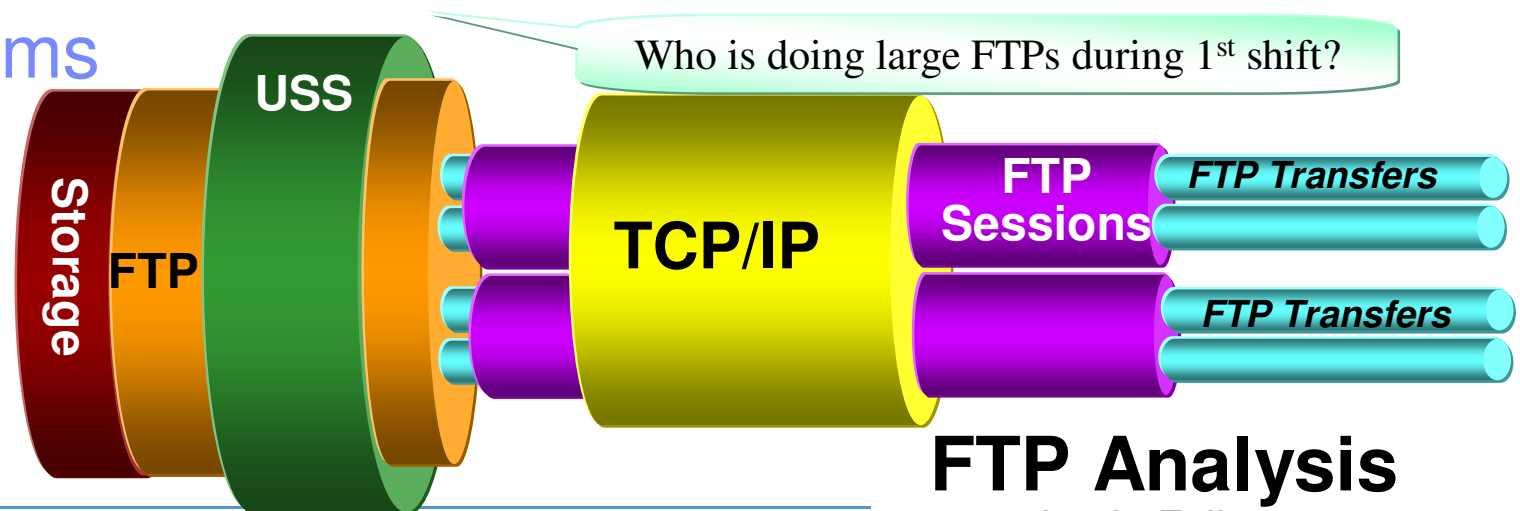 ms
Who is doing large FTPs during 1st shift?
USS
Storage
FTP
TCP/IP
FTP
Sessions
FTP Transfers
FTP Transfers
FTP Analysis